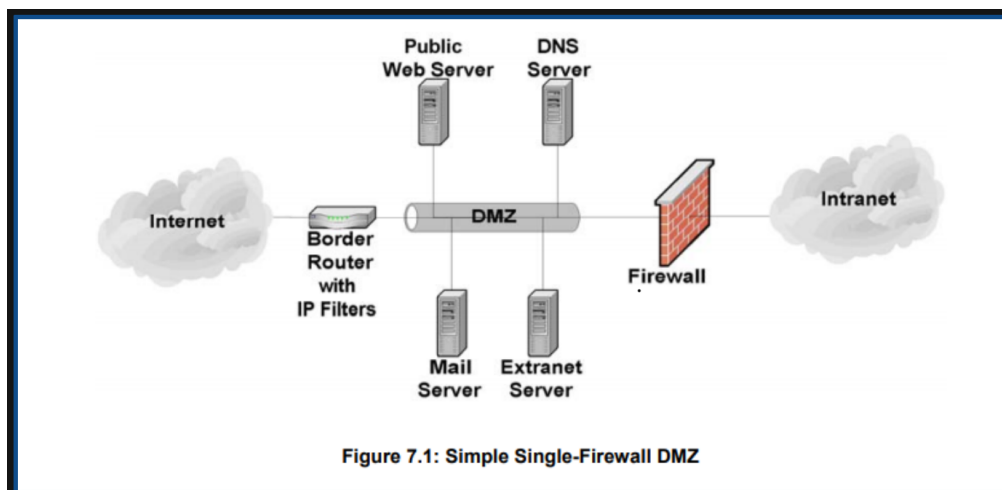 Public
Web Server
DNS
Server
Internet
Border
Router
with
IP Filters
DMZ
Firewall
Intranet
Mail
Server
Extranet
Server
Figure 7.1: Simple Single-Firewall DMZ